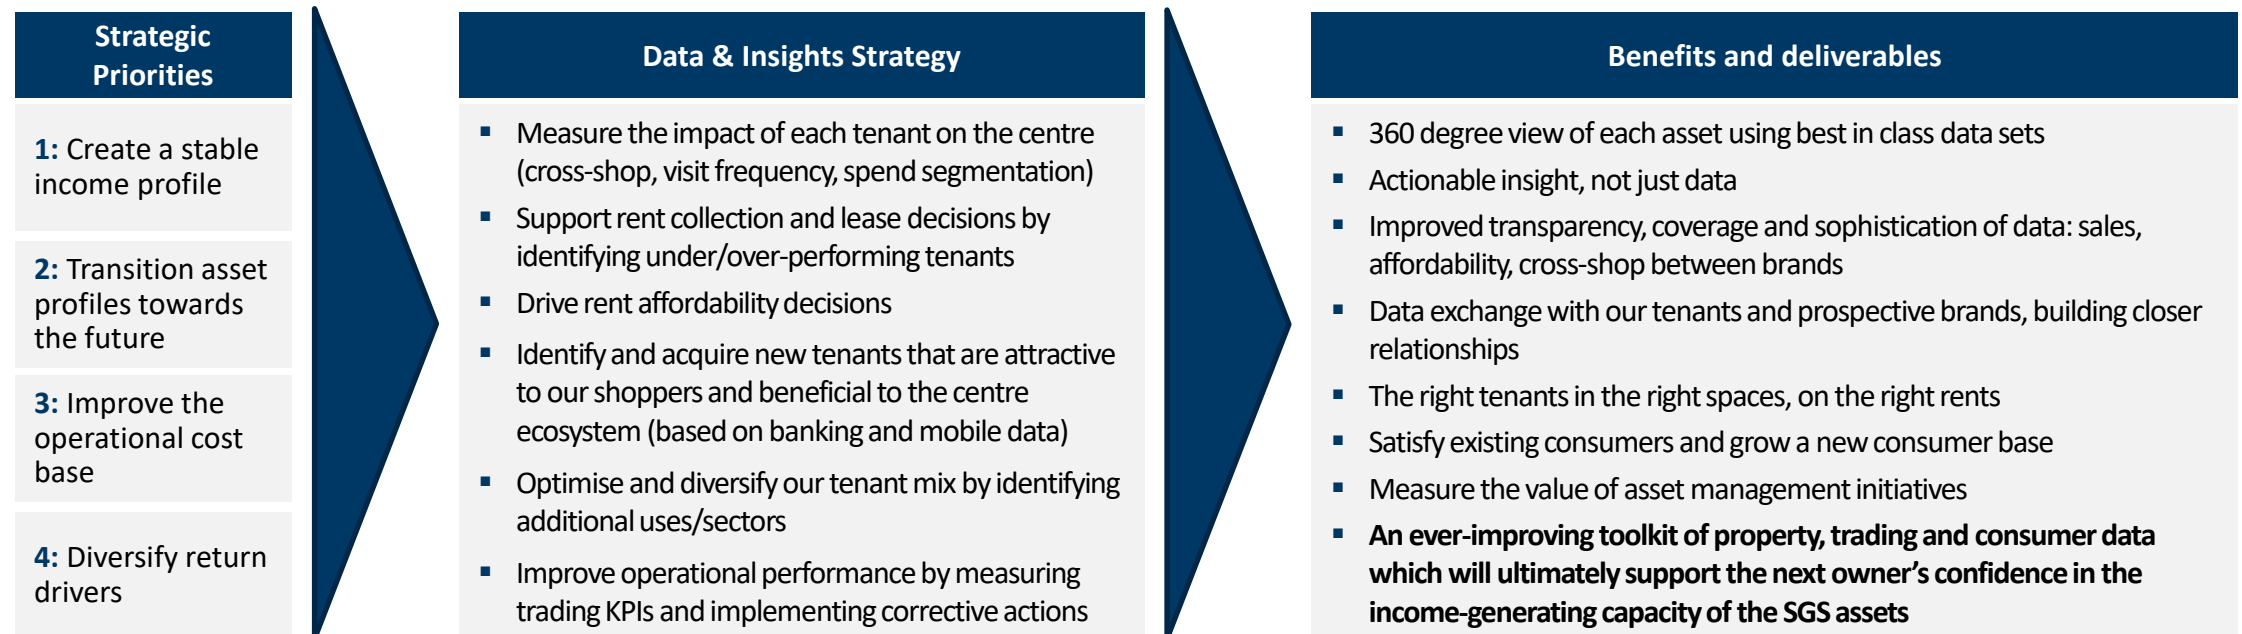 Strategic
Priorities
1: Create a stable
income profile
2: Transition asset
profiles towards
the future
3: Improve the
operational cost
base
4: Diversify return
drivers
Data & Insights Strategy
▪ Measure the impact of each tenant on the centre
(cross-shop, visit frequency, spend segmentation)
▪ Support rent collection and lease decisions by
identifying under/over-performing tenants
▪ Drive rent affordability decisions
▪ Identify and acquire new tenants that are attractive
to our shoppers and beneficial to the centre
ecosystem (based on banking and mobile data)
▪ Optimise and diversify our tenant mix by identifying
additional uses/sectors
▪ Improve operational performance by measuring
trading KPIs and implementing corrective actions
Benefits and deliverables
▪ 360 degree view of each asset using best in class data sets
▪ Actionable insight, not just data
▪ Improved transparency, coverage and sophistication of data: sales,
affordability, cross-shop between brands
▪ Data exchange with our tenants and prospective brands, building closer
relationships
▪ The right tenants in the right spaces, on the right rents
▪ Satisfy existing consumers and grow a new consumer base
▪ Measure the value of asset management initiatives
▪ An ever-improving toolkit of property, trading and consumer data
which will ultimately support the next owner's confidence in the
income-generating capacity of the SGS assets